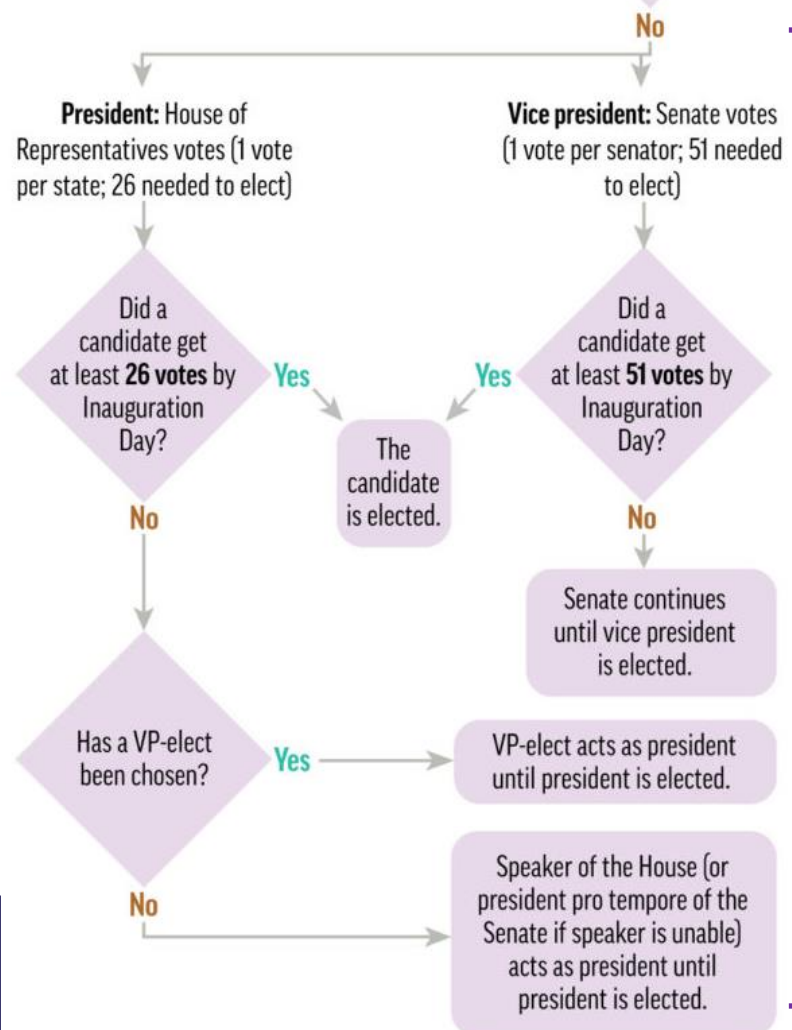 No
President: House of
Representatives votes (1 vote
per state; 26 needed to elect)
Vice president: Senate votes
(1 vote per senator; 51 needed
to elect)
Did a
candidate get
at least 26 votes by
Inauguration
Day?
Yes
The
candidate
is elected.
Yes
Did a
candidate get
at least 51 votes by
Inauguration
Day?
No
No
Senate continues
until vice president
is elected.
Has a VP-elect
been chosen?
Yes
VP-elect acts as president
until president is elected.
No
Speaker of the House (or
president pro tempore of the
Senate if speaker is unable)
acts as president until
president is elected.